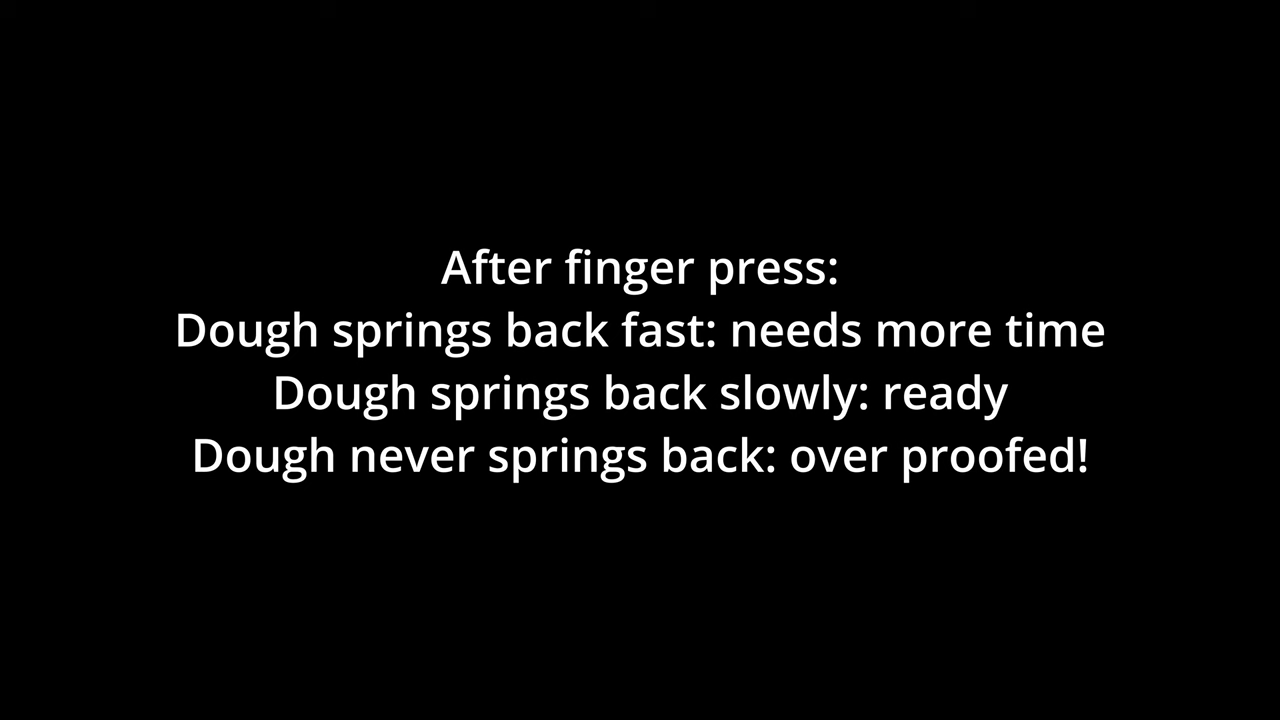 After finger press:
Dough springs back fast: needs more time
Dough springs back slowly: ready
Dough never springs back: over proofed!